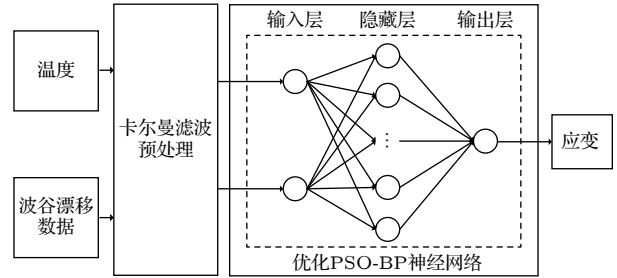 温度
波谷漂移
数据
卡尔曼滤波
预处理
输入层
隐藏层
输出层
⋮
应变
优化PSO-BP神经网络